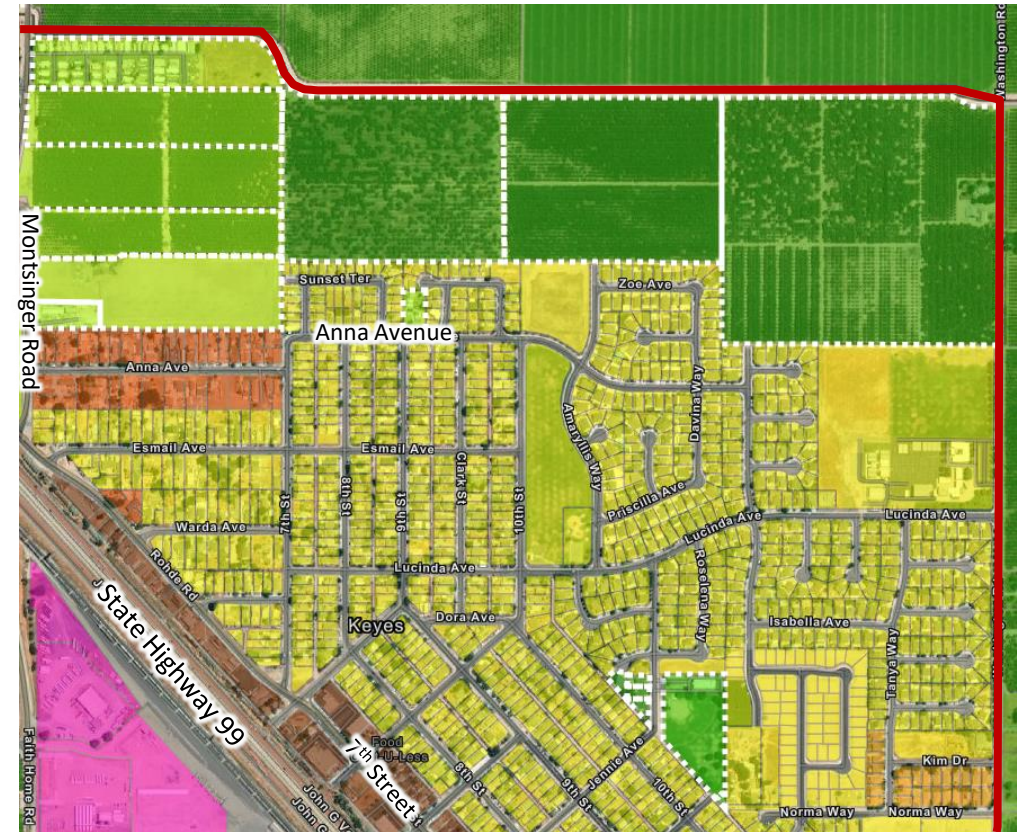 Washington Rd
Montsinger Road
Sunset Ter
Zoe Ave
Anna Avenue
Anna Ave
Davina Way
Amaryllis Way
Esmail Ave
Esmail Ave
Clark St
8th St
9th St
10th St
7th St
Priscilla Ave
Warda Ave
Lucinda Ave
Lucinda Ave
Lucinda Ave
Rohde Rd
Roselena Way
Dora Ave
Keyes
Isabella Ave
Tanya Way
State Highway 99
J
Faith Home Rd
Food
-U-Less
7th Street
t
8th St
9th St
Jennie Ave
10th St
Kim Dr
John G
John G
Norma Way
Norma Way